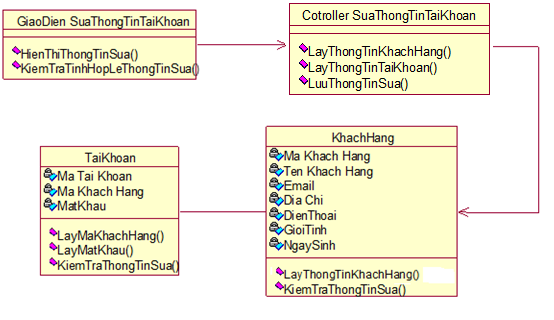 GiaoDien SuaThongTinTaiKhoan
HienThiThongTinSua()
KiemTraTinhHopLeThongTinSua()
Cotroller SuaThongTinTaiKhoan
LayThongTinKhachHang()
LayThongTinTaiKhoan()
LuuThongTinSua()
TaiKhoan
Ma Tai Khoan
Ma Khach Hang
MatKhau
LayMaKhachHang()
LayMatKhau()
KiemTraThongTinSua()
KhachHang
Ma Khach Hang
Ten Khach Hang
Email
Dia Chi
DienThoai
GioiTinh
NgaySinh
LayThongTinKhachHang()
KiemTraThongTinSua()